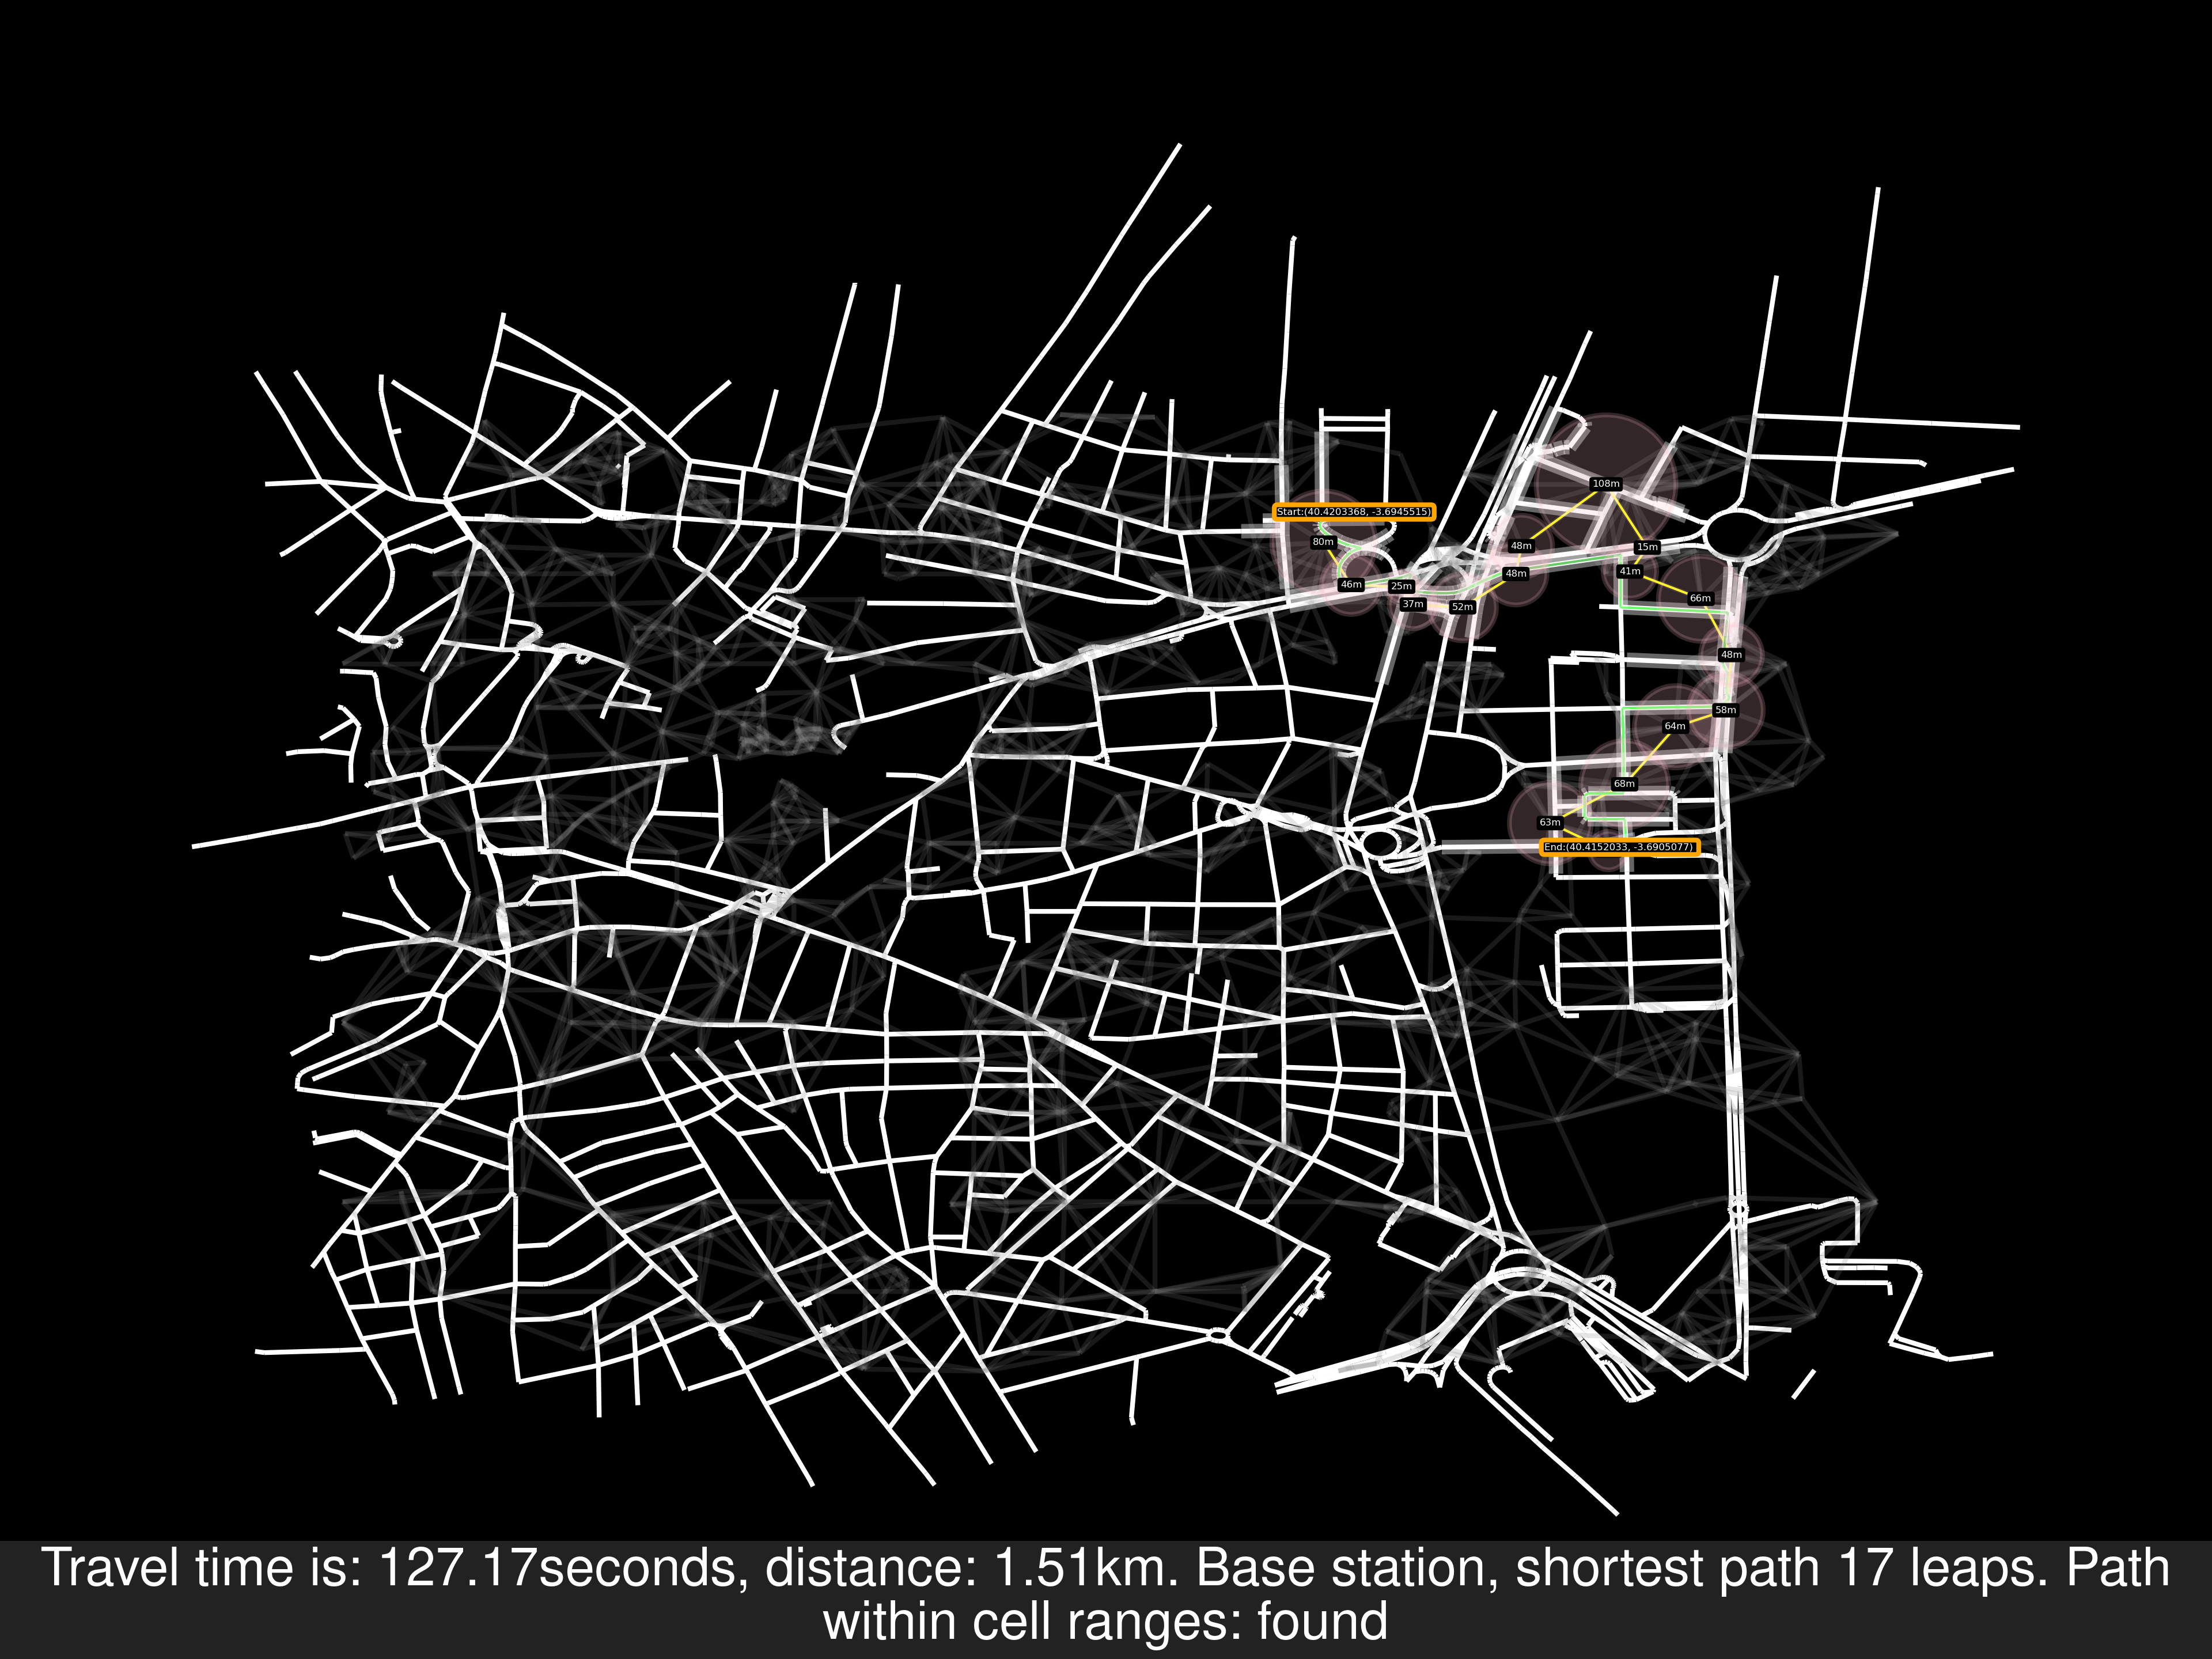 108m
Start:(40.4203368, -3.6945515)
80m
48m
15m
48m
41m
46m
25m
66m
37m
52m
48m
58m
64m
68m
63m
End:(40.4152033, -3.6905077)
Travel time is: 127.17seconds, distance: 1.51km. Base station, shortest path 17 leaps. Path
within cell ranges: found